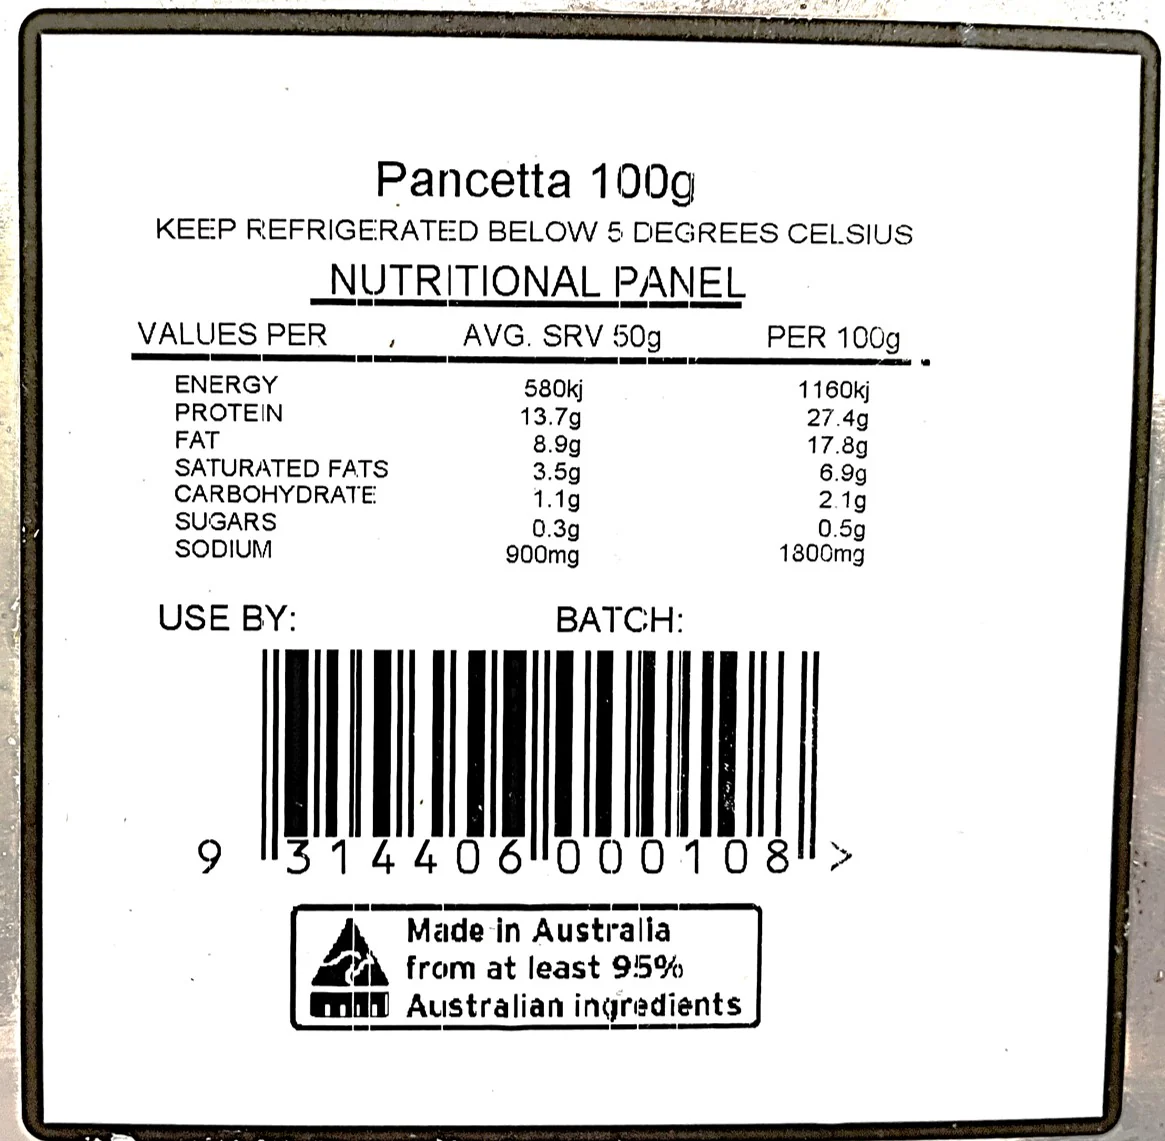 Pancetta 100g
KEEP REFRIGERATED BELOW 5 DEGREES CELSIUS
NUTRITIONAL PANEL
VALUES PER AVG. SRV 50g PER 100g
ENERGY 580kj 1160kj
PROTEIN 13.7g 27.4g
FAT 8.9g 17.8g
SATURATED FATS 3.5g 6.9g
CARBOHYDRATE 1.1g 2.1g
SUGARS 0.3g 0.5g
SODIUM 900mg 1800mg
USE BY: BATCH:
9 314406 000108 >
Made in Australia
from at least 95%
Australian ingredients